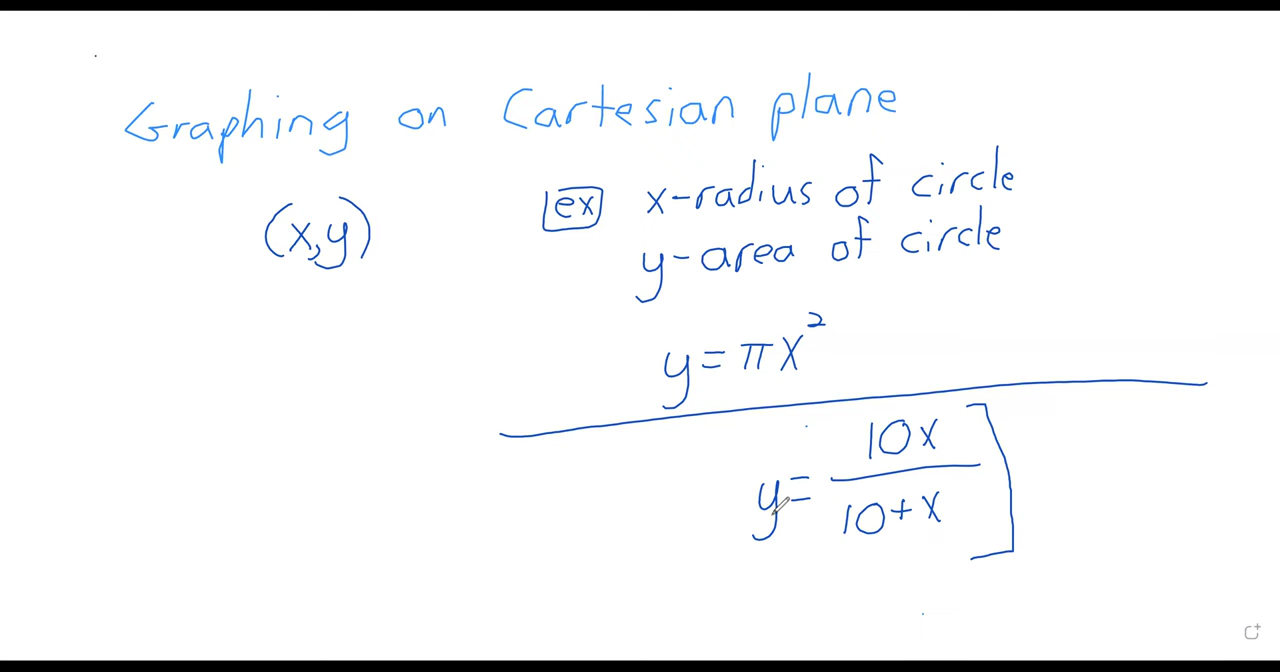 Graphing on Cartesian plane
(x,y)
ex x-radius of circle
y-area of circle
y = πx²
y = 10x / 10+x